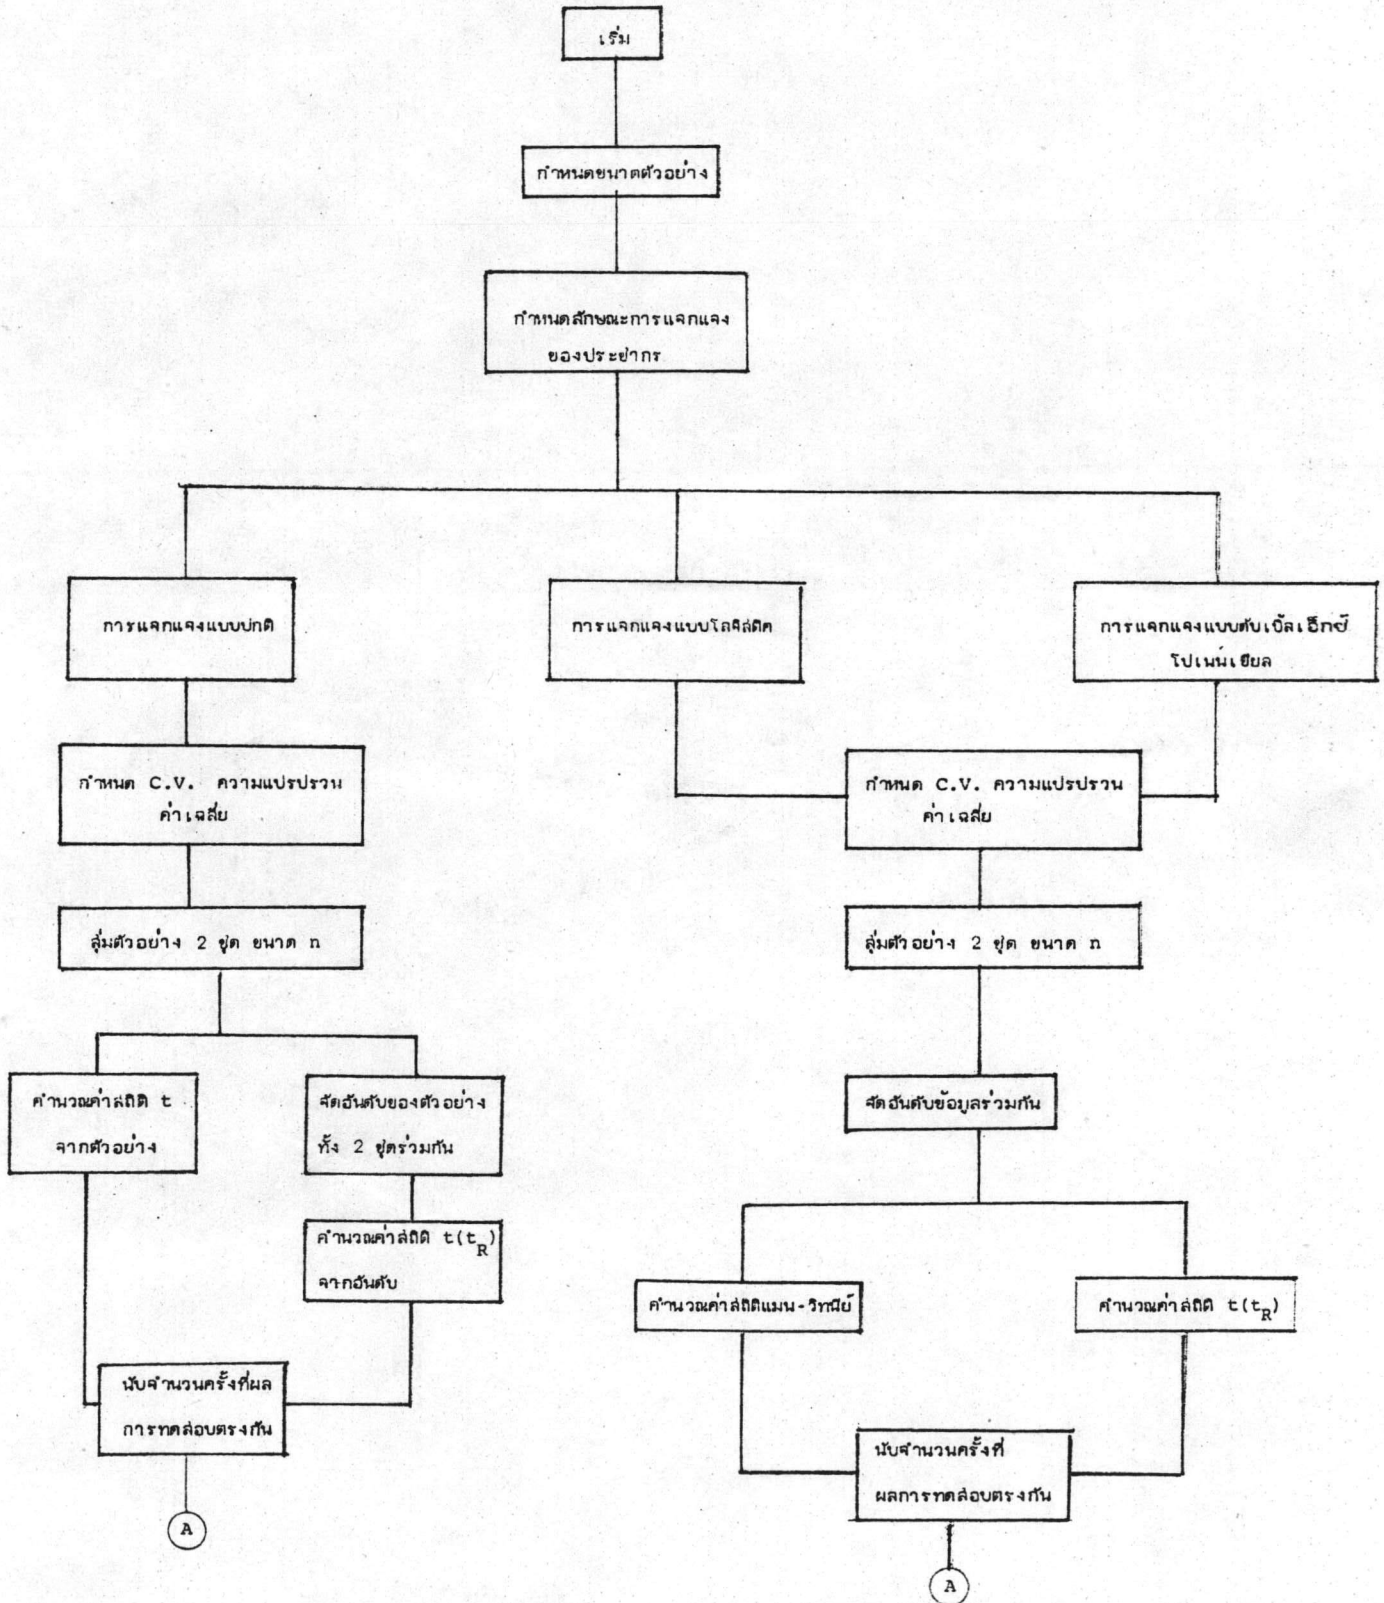 เริ่ม
กำหนดขนาดตัวอย่าง
กำหนดลักษณะการแจกแจง
ของประชากร
การแจกแจงแบบปกติ
การแจกแจงแบบโลจิสติค
การแจกแจงแบบดับเบิ้ลเอ็กซ์
โปเนน์เชียล
กำหนด C.V. ความแปรปรวน
ค่าเฉลี่ย
กำหนด C.V. ความแปรปรวน
ค่าเฉลี่ย
สุ่มตัวอย่าง 2 ชุด ขนาด n
สุ่มตัวอย่าง 2 ชุด ขนาด n
คำนวณค่าสถิติ t
จากตัวอย่าง
จัดอันดับของตัวอย่าง
ทั้ง 2 ชุดร่วมกัน
จัดอันดับข้อมูลร่วมกัน
คำนวณค่าสถิติ t(t_R)
จากอันดับ
คำนวณค่าสถิติแมน-วิทนีย์
คำนวณค่าสถิติ t(t_R)
นับจำนวนครั้งที่ผล
การทดสอบตรงกัน
นับจำนวนครั้งที่
ผลการทดสอบตรงกัน
A
A